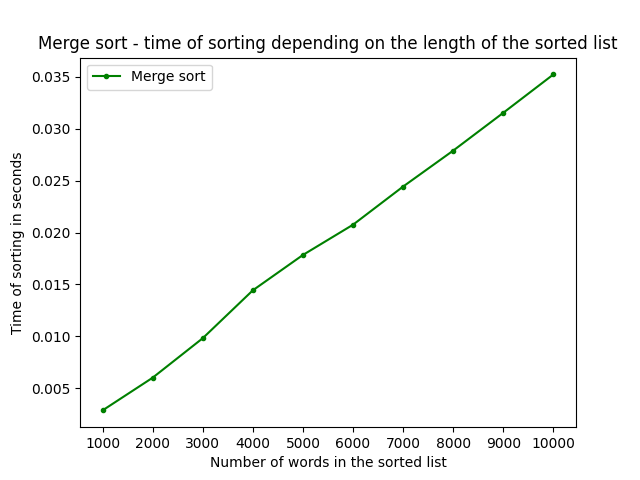 Merge sort - time of sorting depending on the length of the sorted list
Merge sort
0.035
0.030
0.025
0.020
0.015
0.010
0.005
Time of sorting in seconds
1000 2000 3000 4000 5000 6000 7000 8000 9000 10000
Number of words in the sorted list